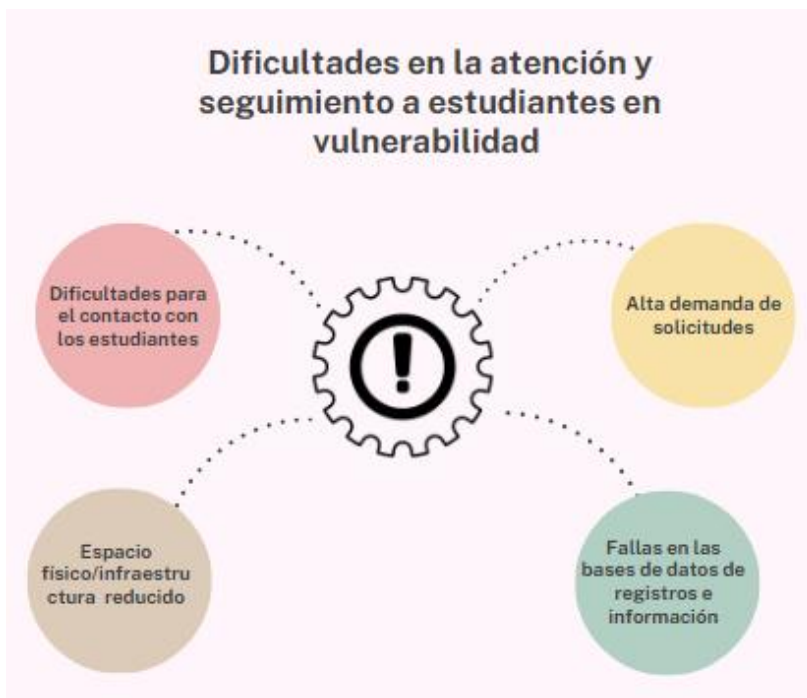 Dificultades en la atención y
seguimiento a estudiantes en
vulnerabilidad
Dificultades para
el contacto con
los estudiantes
Alta demanda de
solicitudes
Espacio
físico/infraestru
ctura reducido
Fallas en las
bases de datos de
registros e
información